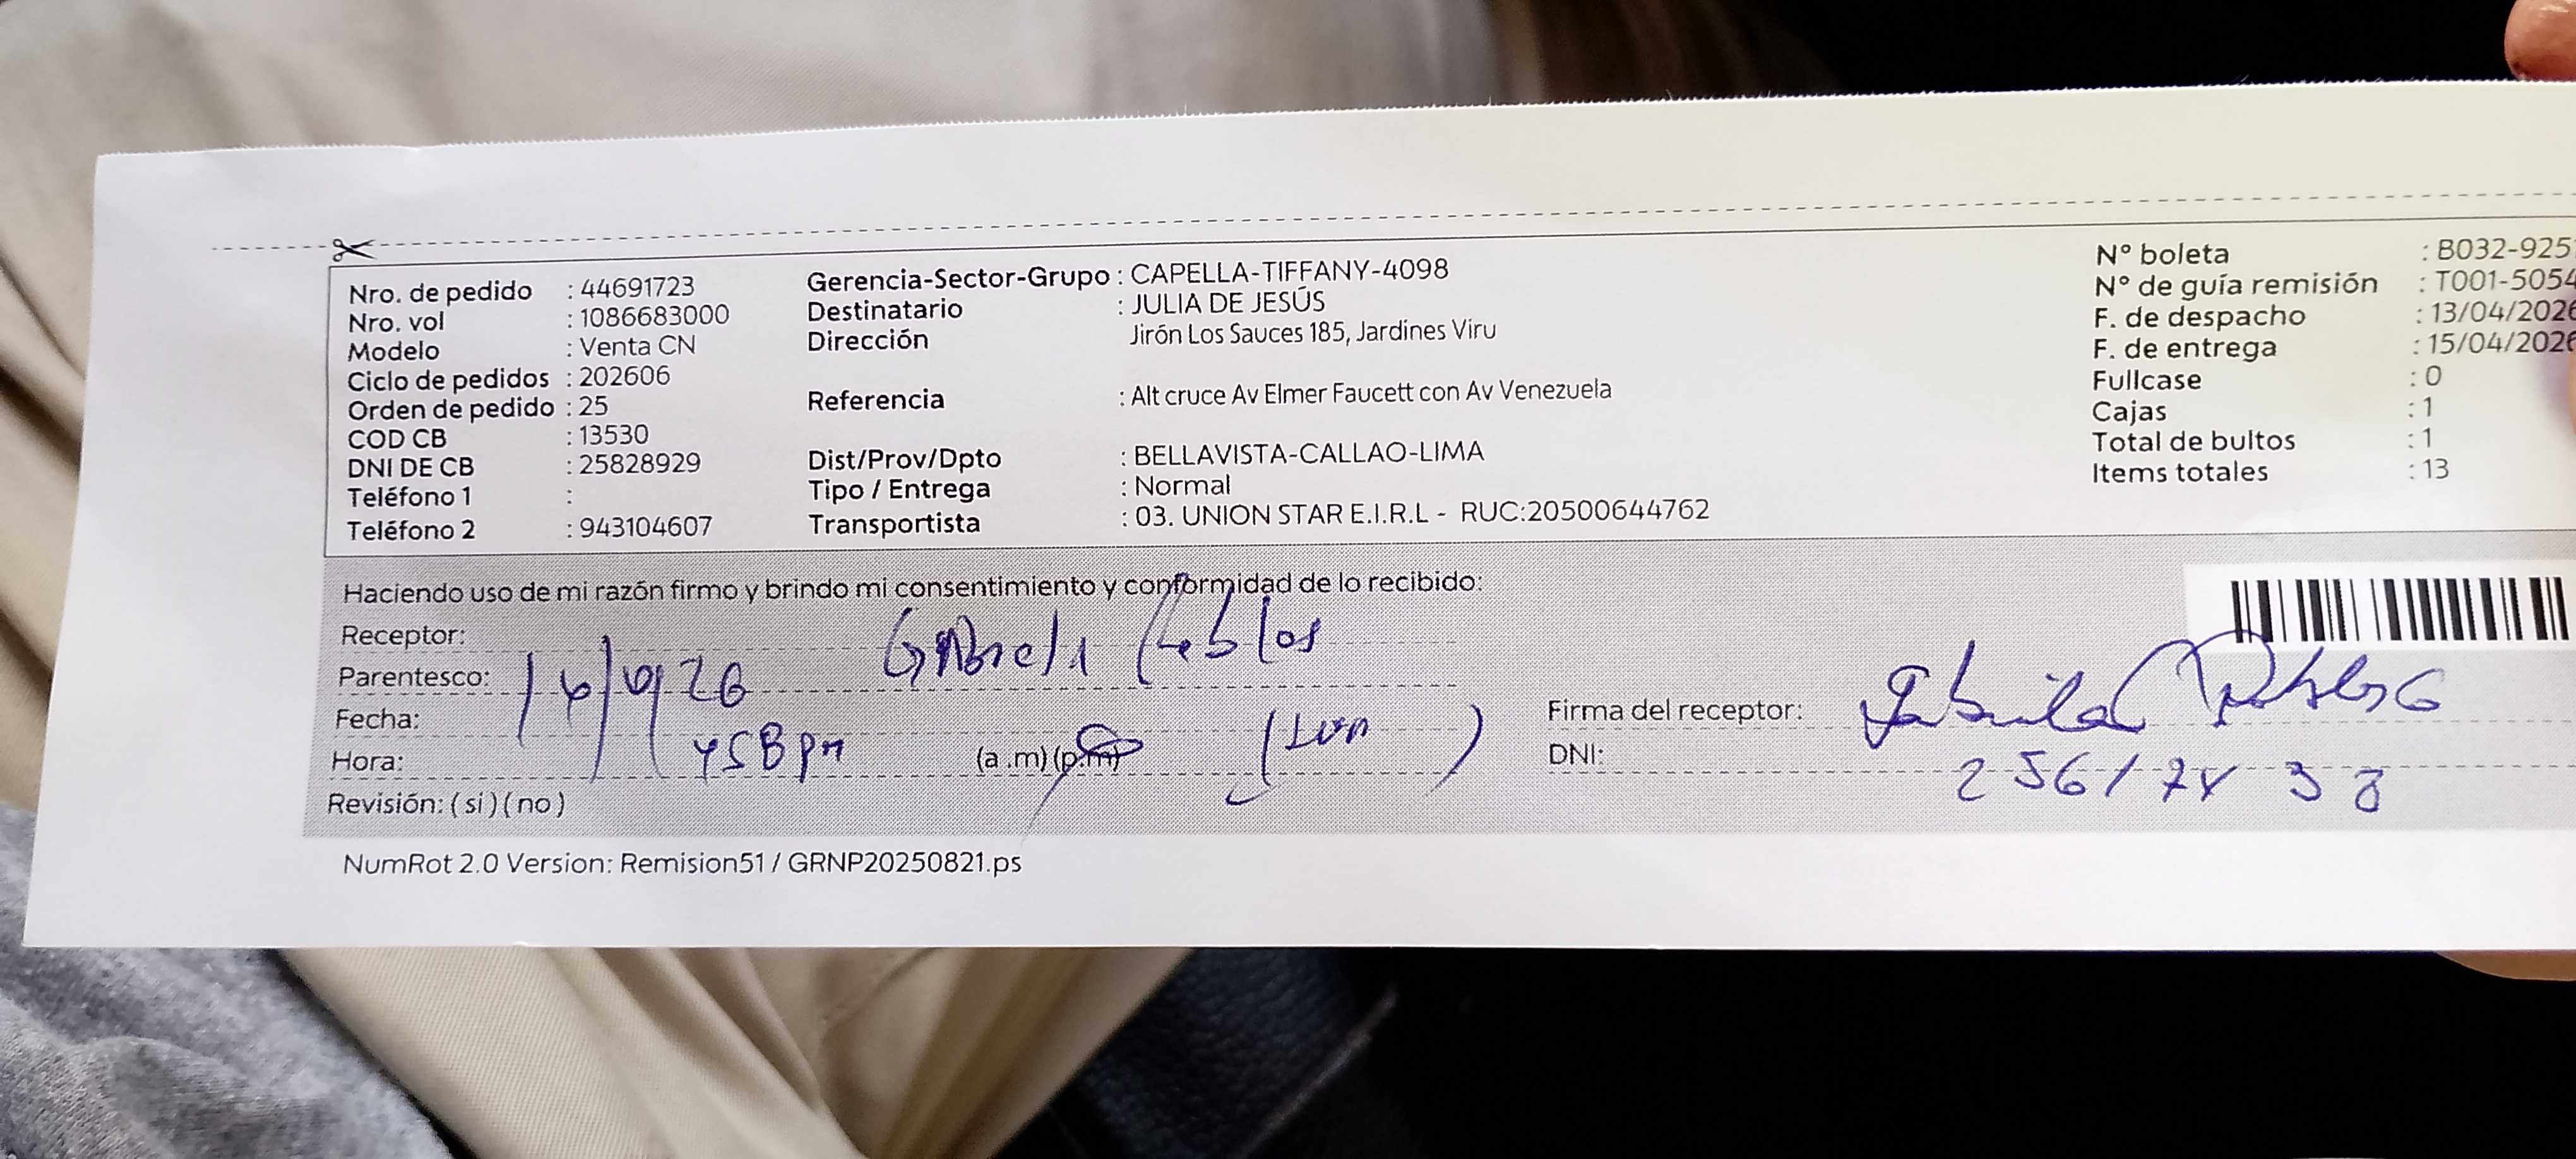 Nro. de pedido : 44691723
Nro. vol : 1086683000
Modelo : Venta CN
Ciclo de pedidos : 202606
Orden de pedido : 25
COD CB : 13530
DNI DE CB : 25828929
Teléfono 1 :
Teléfono 2 : 943104607
Gerencia-Sector-Grupo : CAPELLA-TIFFANY-4098
Destinatario : JULIA DE JESÚS
Dirección Jirón Los Sauces 185, Jardines Viru
Referencia : Alt cruce Av Elmer Faucett con Av Venezuela
Dist/Prov/Dpto : BELLAVISTA-CALLAO-LIMA
Tipo / Entrega : Normal
Transportista : 03. UNION STAR E.I.R.L - RUC:20500644762
N° boleta : B032-925
N° de guía remisión : T001-5054
F. de despacho : 13/04/2026
F. de entrega : 15/04/2026
Fullcase : 0
Cajas : 1
Total de bultos : 1
Items totales : 13
Haciendo uso de mi razón firmo y brindo mi consentimiento y conformidad de lo recibido:
Receptor:
Parentesco:
Fecha:
Hora: 458 pm (a.m) (p.m)
Revisión: (si) (no)
Firma del receptor:
DNI:
NumRot 2.0 Version: Remision51 / GRNP20250821.ps